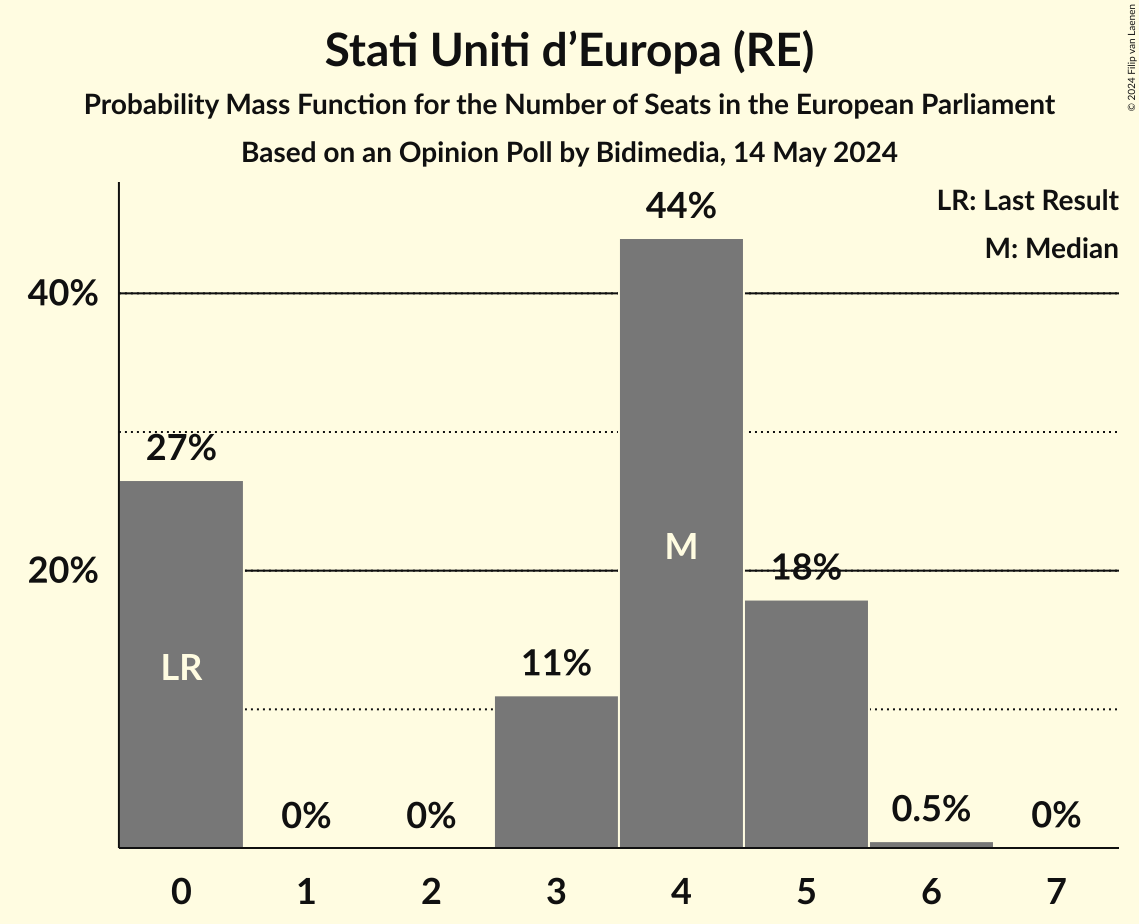 Stati Uniti d’Europa (RE)
Probability Mass Function for the Number of Seats in the European Parliament
Based on an Opinion Poll by Bidimedia, 14 May 2024
© 2024 Filip van Laenen
LR: Last Result
M: Median
44%
40%
27%
M
20%
18%
LR
11%
0%
0%
0.5%
0%
0 1 2 3 4 5 6 7